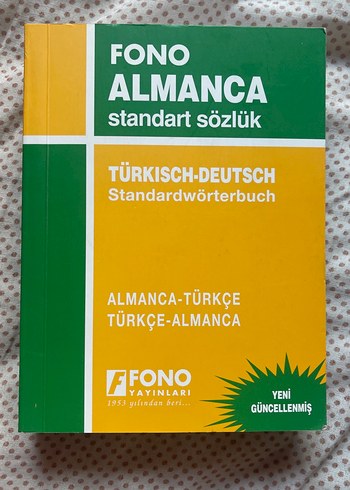 FONO
ALMANCA
standart sözlük
TÜRKISCH-DEUTSCH
Standardwörterbuch
ALMANCA-TÜRKÇE
TÜRKÇE-ALMANCA
FONO
YAYINLARI
1953 yılından beri...
YENİ
GÜNCELLENMİŞ